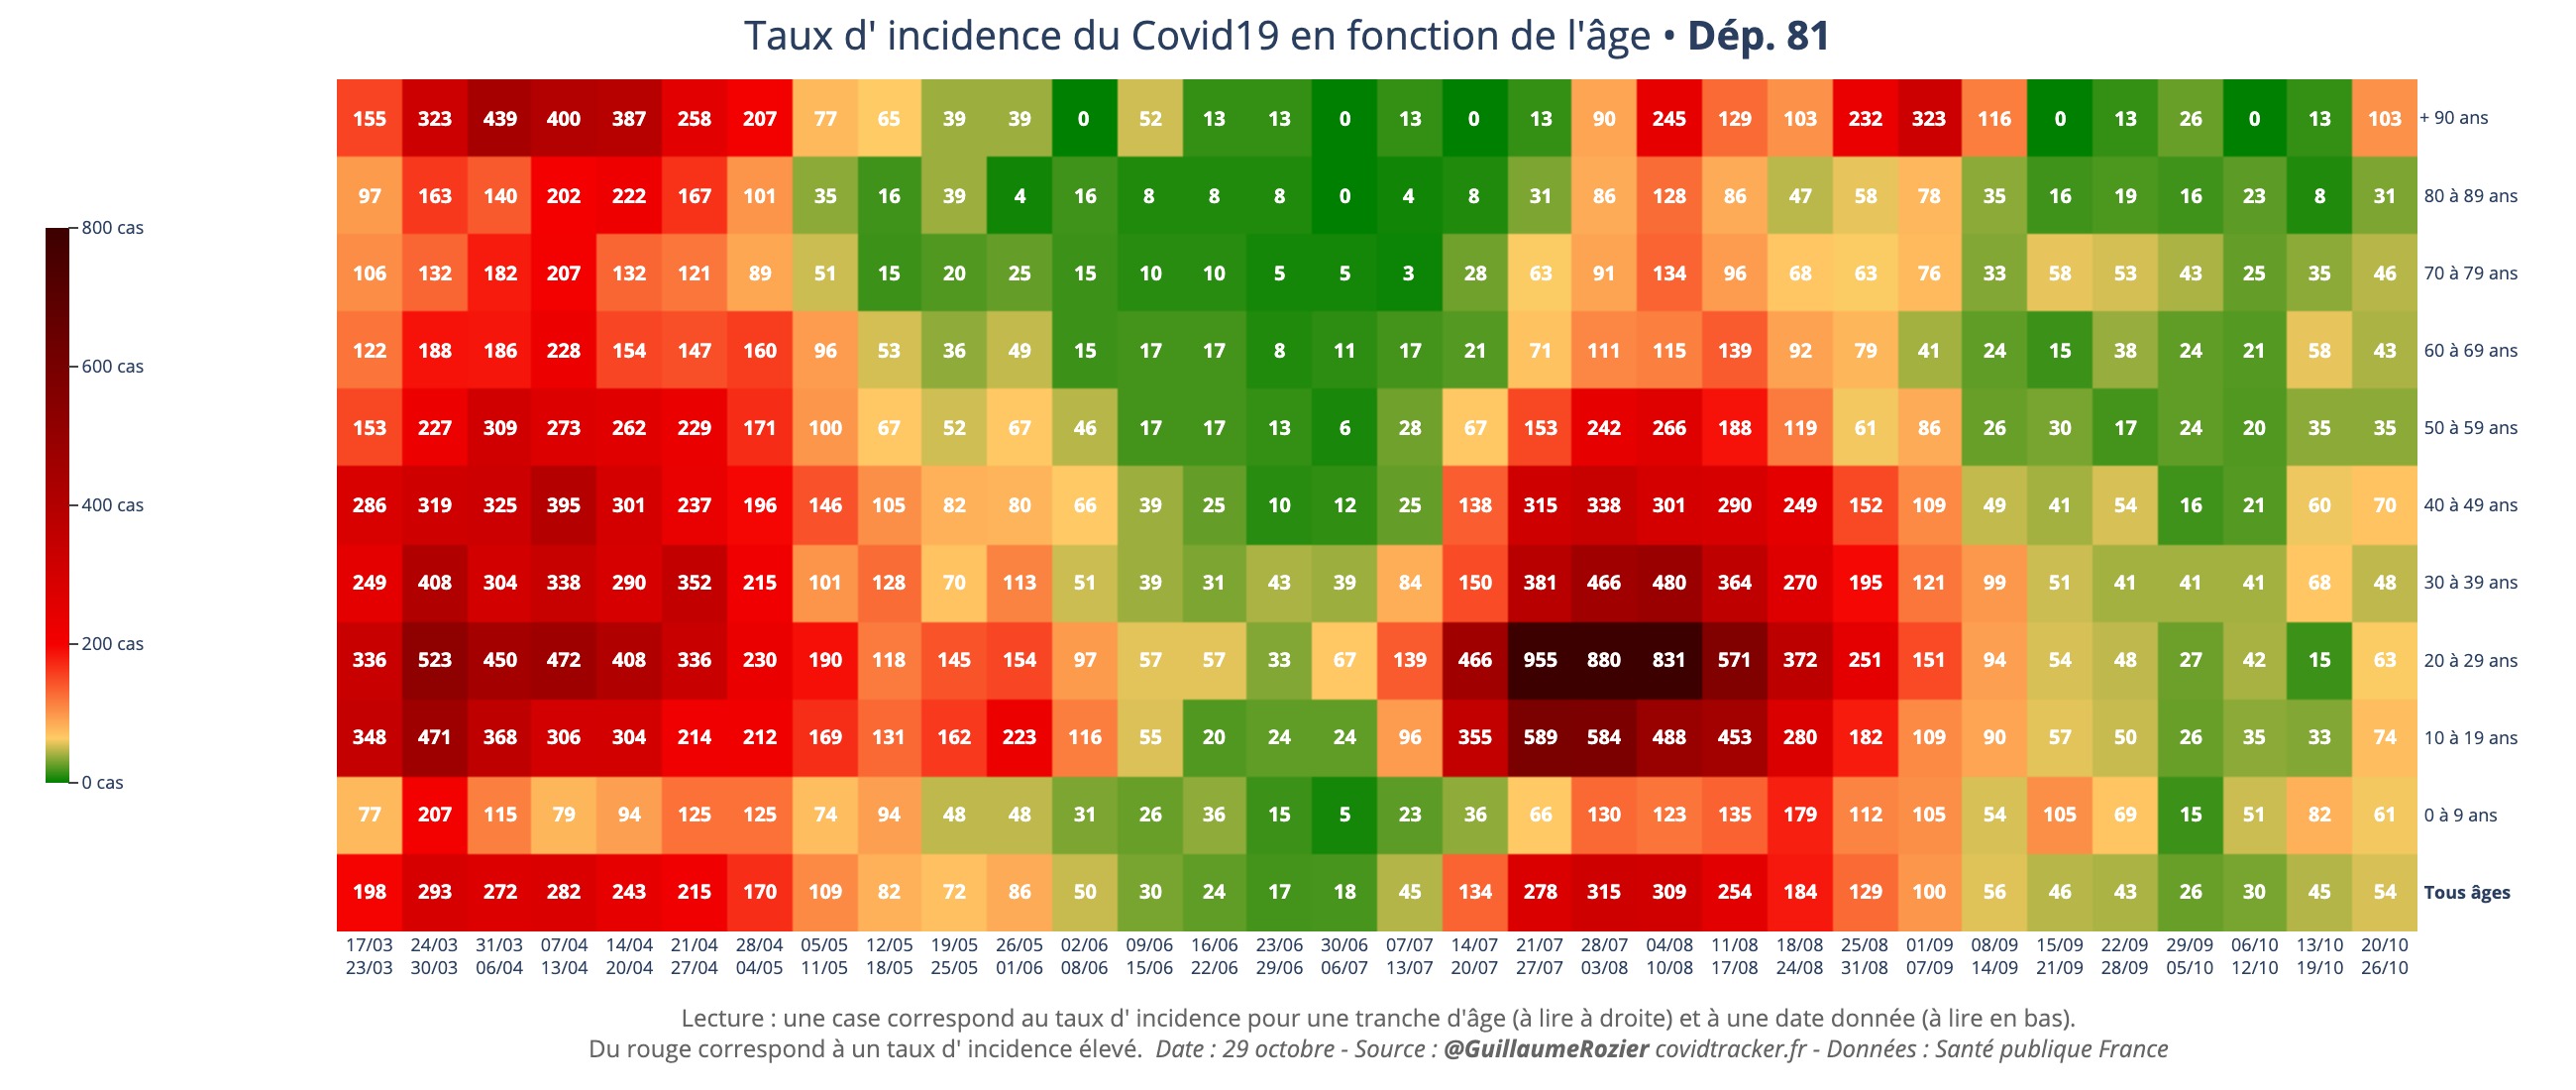 Taux d' incidence du Covid19 en fonction de l'âge • Dép. 81
155 323 439 400 387 258 207 77 65 39 39 0 52 13 13 0 13 0 13 90 245 129 103 232 323 116 0 13 26 0 13 103 + 90 ans
97 163 140 202 222 167 101 35 16 39 4 16 8 8 8 0 4 8 31 86 128 86 47 58 78 35 16 19 16 23 8 31 80 à 89 ans
800 cas
106 132 182 207 132 121 89 51 15 20 25 15 10 10 5 5 3 28 63 91 134 96 68 63 76 33 58 53 43 25 35 46 70 à 79 ans
122 188 186 228 154 147 160 96 53 36 49 15 17 17 8 11 17 21 71 111 115 139 92 79 41 24 15 38 24 21 58 43 60 à 69 ans
600 cas
153 227 309 273 262 229 171 100 67 52 67 46 17 17 13 6 28 67 153 242 266 188 119 61 86 26 30 17 24 20 35 35 50 à 59 ans
400 cas
286 319 325 395 301 237 196 146 105 82 80 66 39 25 10 12 25 138 315 338 301 290 249 152 109 49 41 54 16 21 60 70 40 à 49 ans
249 408 304 338 290 352 215 101 128 70 113 51 39 31 43 39 84 150 381 466 480 364 270 195 121 99 51 41 41 41 68 48 30 à 39 ans
200 cas
336 523 450 472 408 336 230 190 118 145 154 97 57 57 33 67 139 466 955 880 831 571 372 251 151 94 54 48 27 42 15 63 20 à 29 ans
348 471 368 306 304 214 212 169 131 162 223 116 55 20 24 24 96 355 589 584 488 453 280 182 109 90 57 50 26 35 33 74 10 à 19 ans
0 cas
77 207 115 79 94 125 125 74 94 48 48 31 26 36 15 5 23 36 66 130 123 135 179 112 105 54 105 69 15 51 82 61 0 à 9 ans
198 293 272 282 243 215 170 109 82 72 86 50 30 24 17 18 45 134 278 315 309 254 184 129 100 56 46 43 26 30 45 54 Tous âges
17/03 24/03 31/03 07/04 14/04 21/04 28/04 05/05 12/05 19/05 26/05 02/06 09/06 16/06 23/06 30/06 07/07 14/07 21/07 28/07 04/08 11/08 18/08 25/08 01/09 08/09 15/09 22/09 29/09 06/10 13/10 20/10
23/03 30/03 06/04 13/04 20/04 27/04 04/05 11/05 18/05 25/05 01/06 08/06 15/06 22/06 29/06 06/07 13/07 20/07 27/07 03/08 10/08 17/08 24/08 31/08 07/09 14/09 21/09 28/09 05/10 12/10 19/10 26/10
Lecture : une case correspond au taux d' incidence pour une tranche d'âge (à lire à droite) et à une date donnée (à lire en bas).
Du rouge correspond à un taux d' incidence élevé. Date : 29 octobre - Source : @GuillaumeRozier covidtracker.fr - Données : Santé publique France